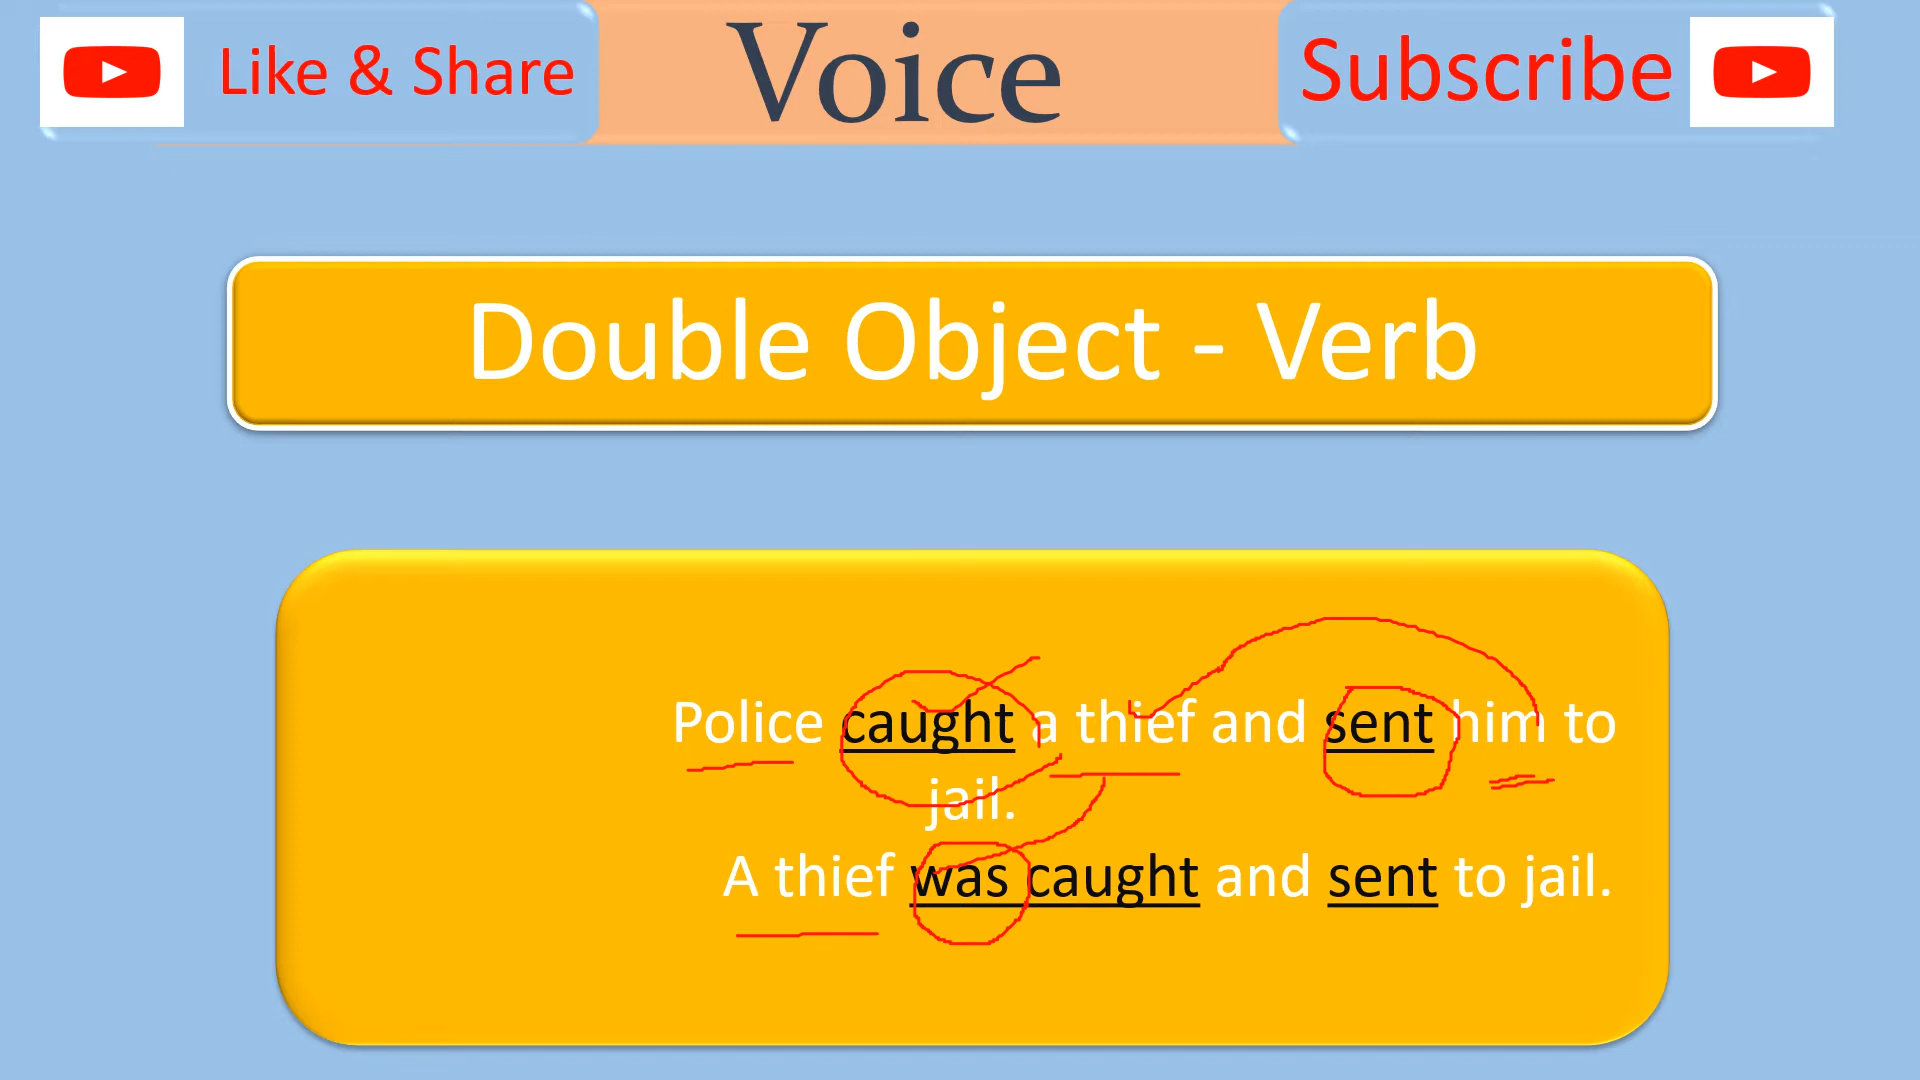 Like & Share
Voice
Subscribe
Double Object - Verb
Police caught a thief and sent him to
jail.
A thief was caught and sent to jail.